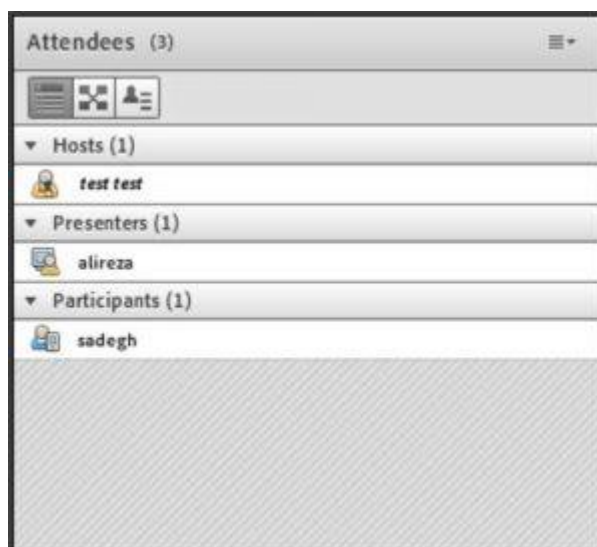 Attendees (3)
Hosts (1)
test test
Presenters (1)
alireza
Participants (1)
sadegh